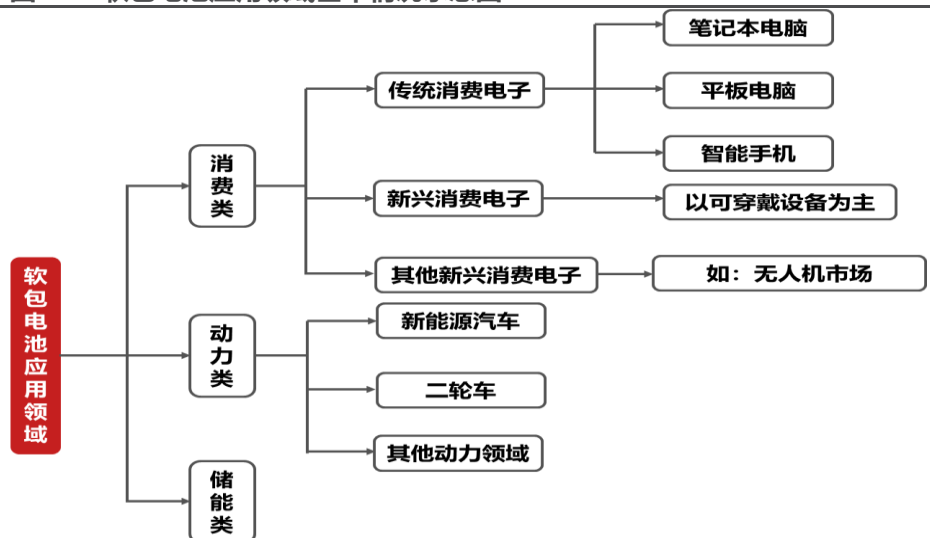 软包电池应用领域
消费类
传统消费电子
笔记本电脑
平板电脑
智能手机
新兴消费电子
以可穿戴设备为主
其他新兴消费电子
如：无人机市场
动力类
新能源汽车
二轮车
其他动力领域
储能类